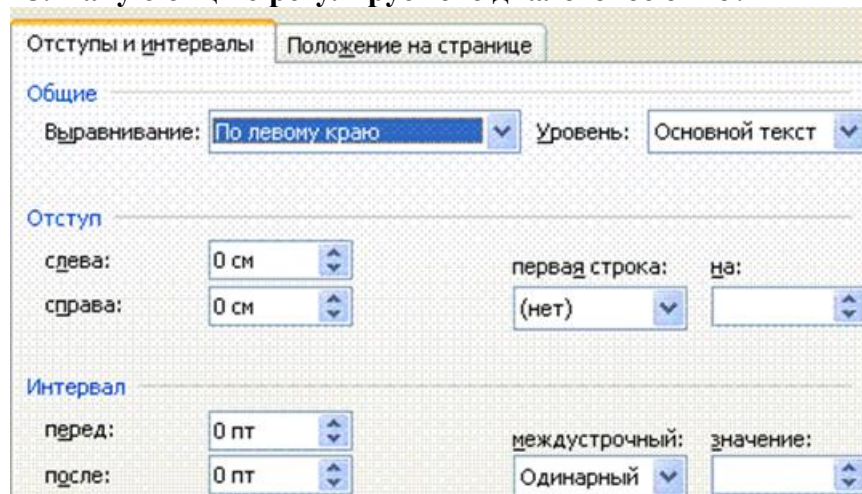 Отступы и интервалы Положение на странице
Общие
Выравнивание: По левому краю Уровень: Основной текст
Отступ
слева: 0 см первая строка: на:
справа: 0 см (нет)
Интервал
перед: 0 пт междустрочный: значение:
после: 0 пт Одинарный